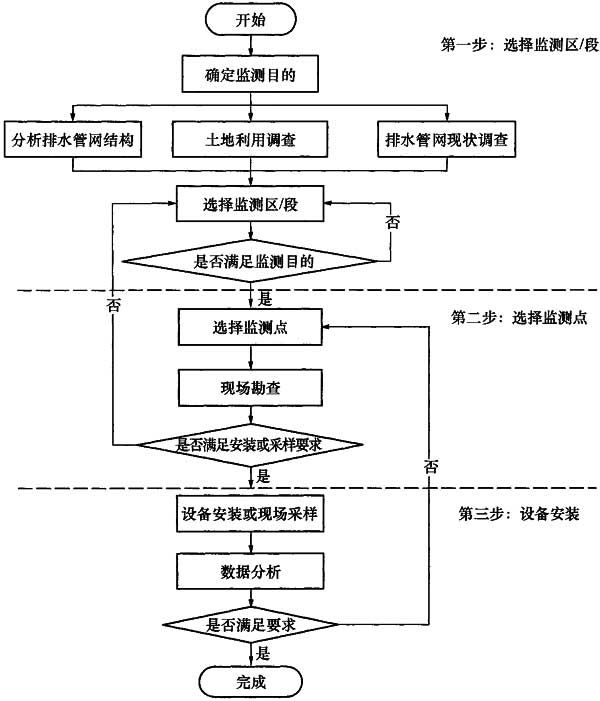 开始
第一步：选择监测区/段
确定监测目的
分析排水管网结构
土地利用调查
排水管网现状调查
选择监测区/段
否
是否满足监测目的
是
否
第二步：选择监测点
选择监测点
现场勘查
是否满足安装或采样要求
否
是
设备安装或现场采样
第三步：设备安装
数据分析
是否满足要求
是
完成